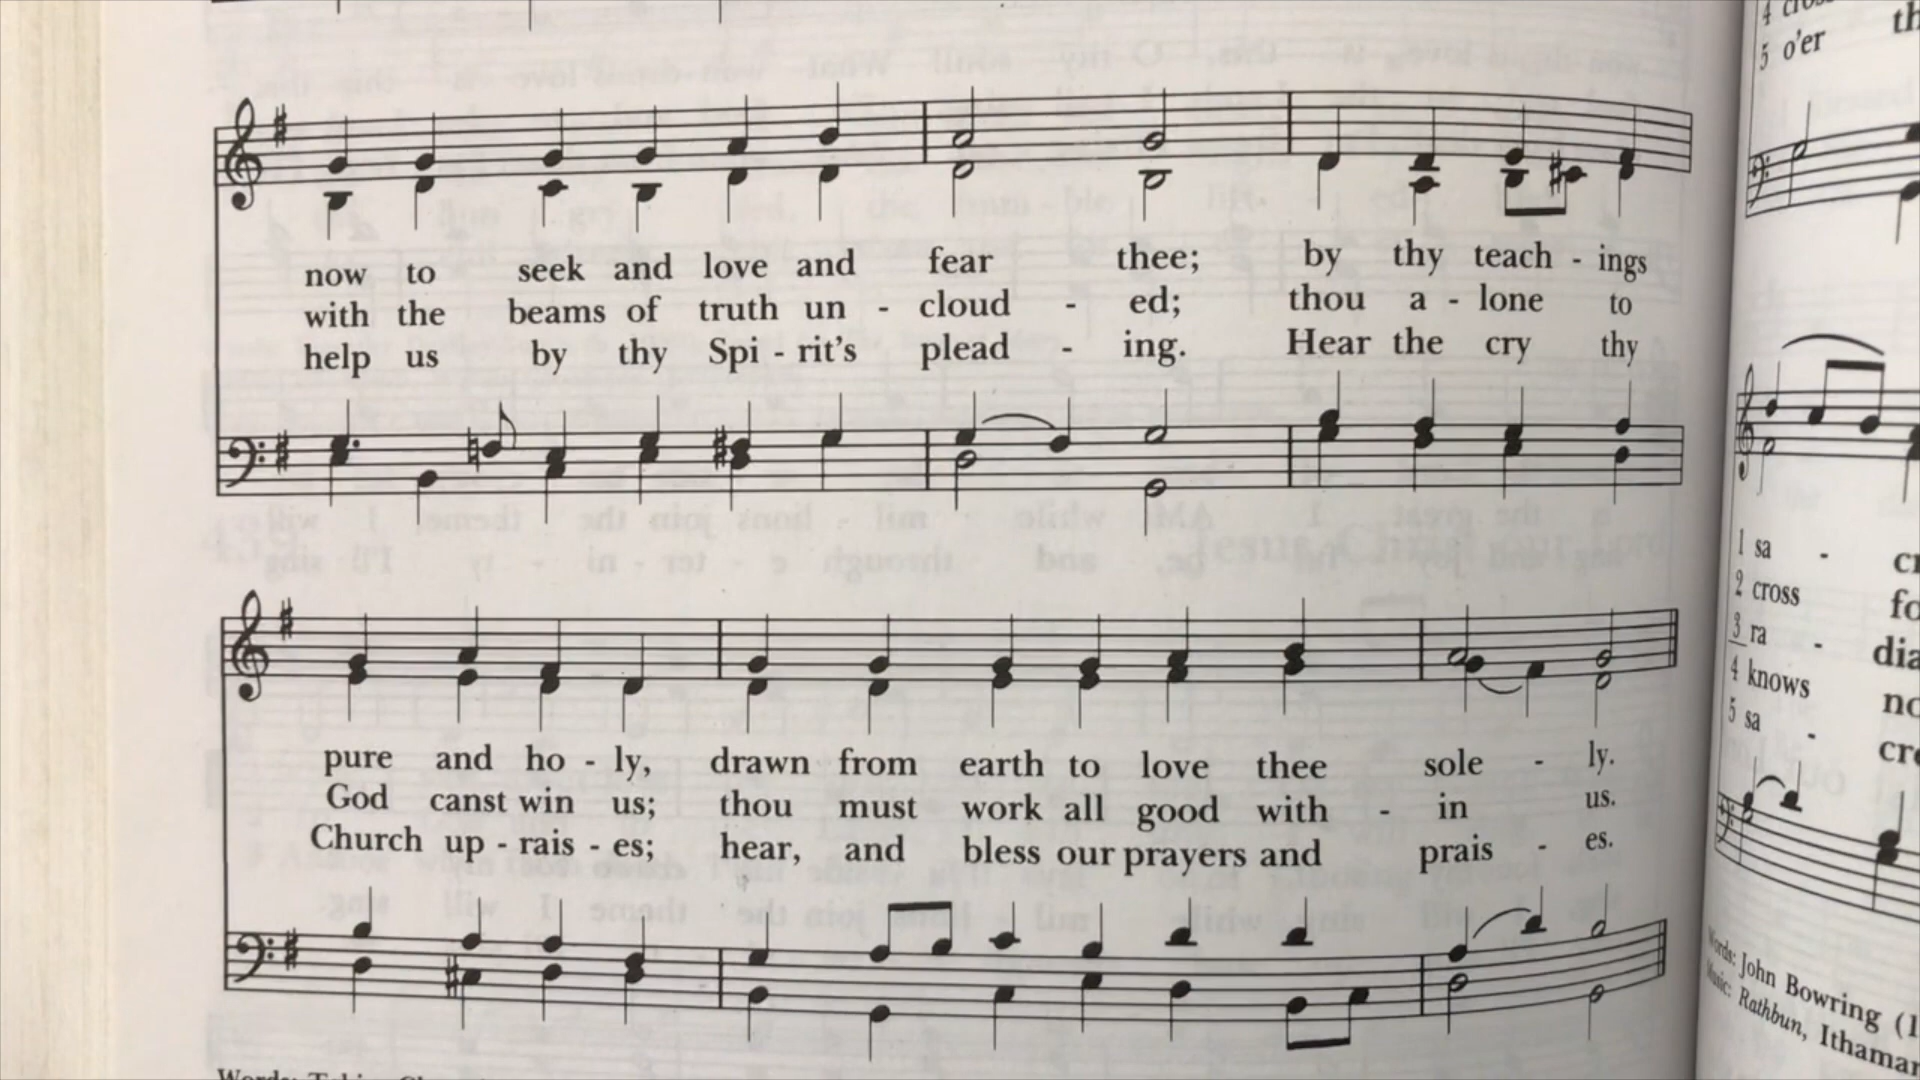 now to seek and love and fear thee; by thy teach - ings
with the beams of truth un - cloud - ed; thou a - lone to
help us by thy Spi - rit's plead - ing. Hear the cry thy
pure and ho - ly, drawn from earth to love thee sole - ly.
God canst win us; thou must work all good with - in us.
Church up - rais - es; hear, and bless our prayers and prais - es.
Words:
4
5 o'er
1 sa -
2 cross
3 ra -
4 knows
5 sa -
Words: John Bowring (1
Music: Rathbun, Ithamar